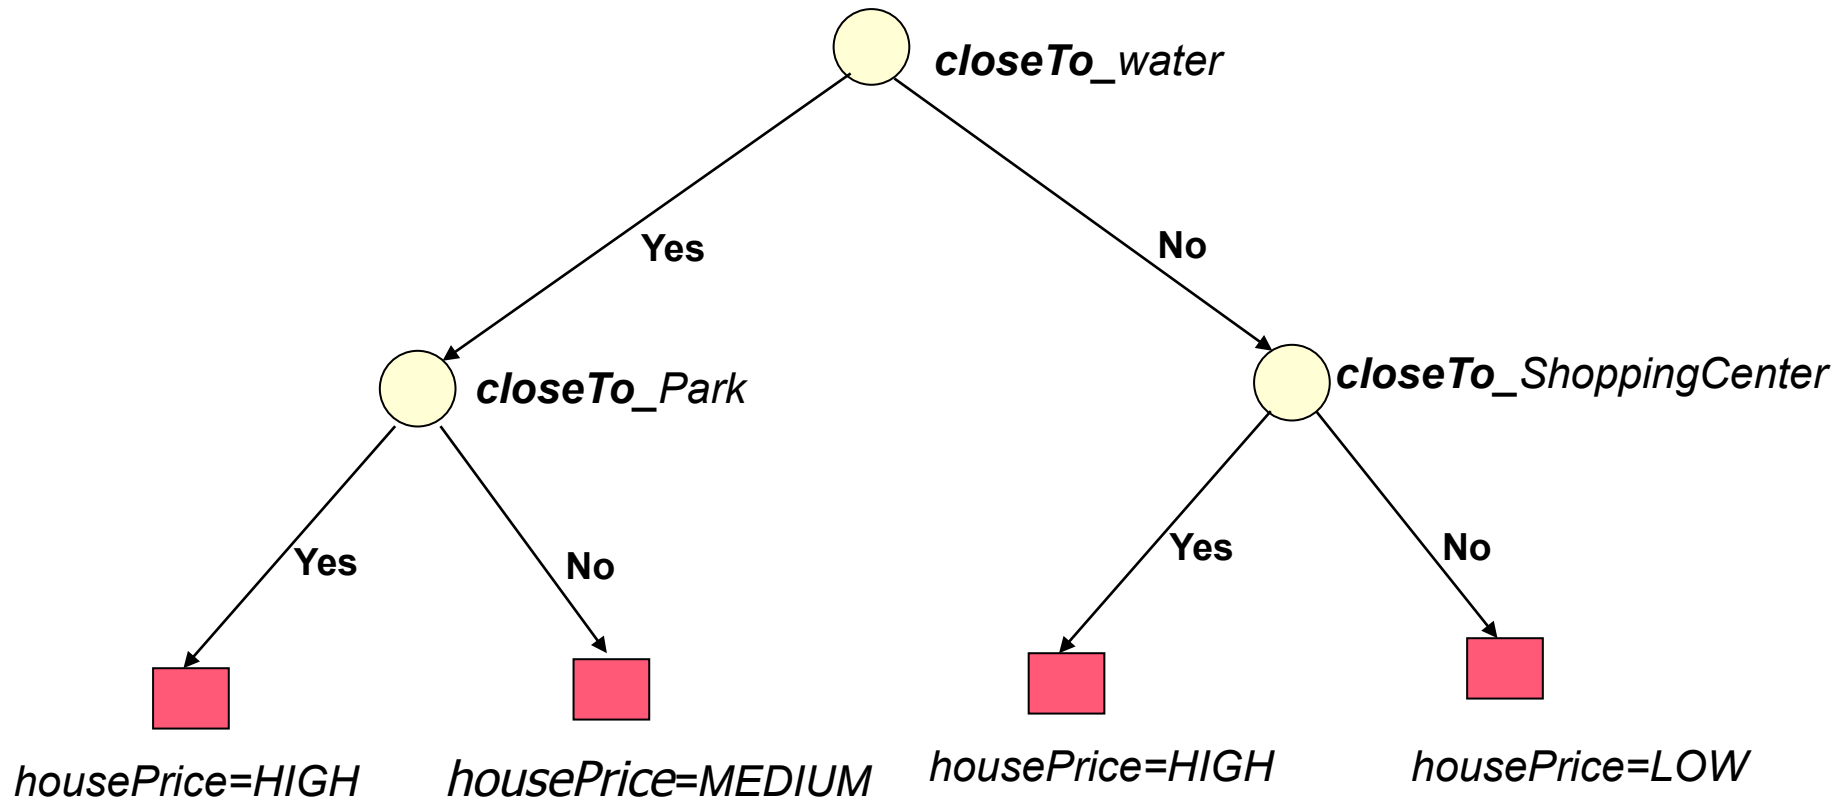 closeTo_water
Yes
No
closeTo_Park
closeTo_ShoppingCenter
Yes
No
Yes
No
housePrice=HIGH
housePrice=MEDIUM
housePrice=HIGH
housePrice=LOW